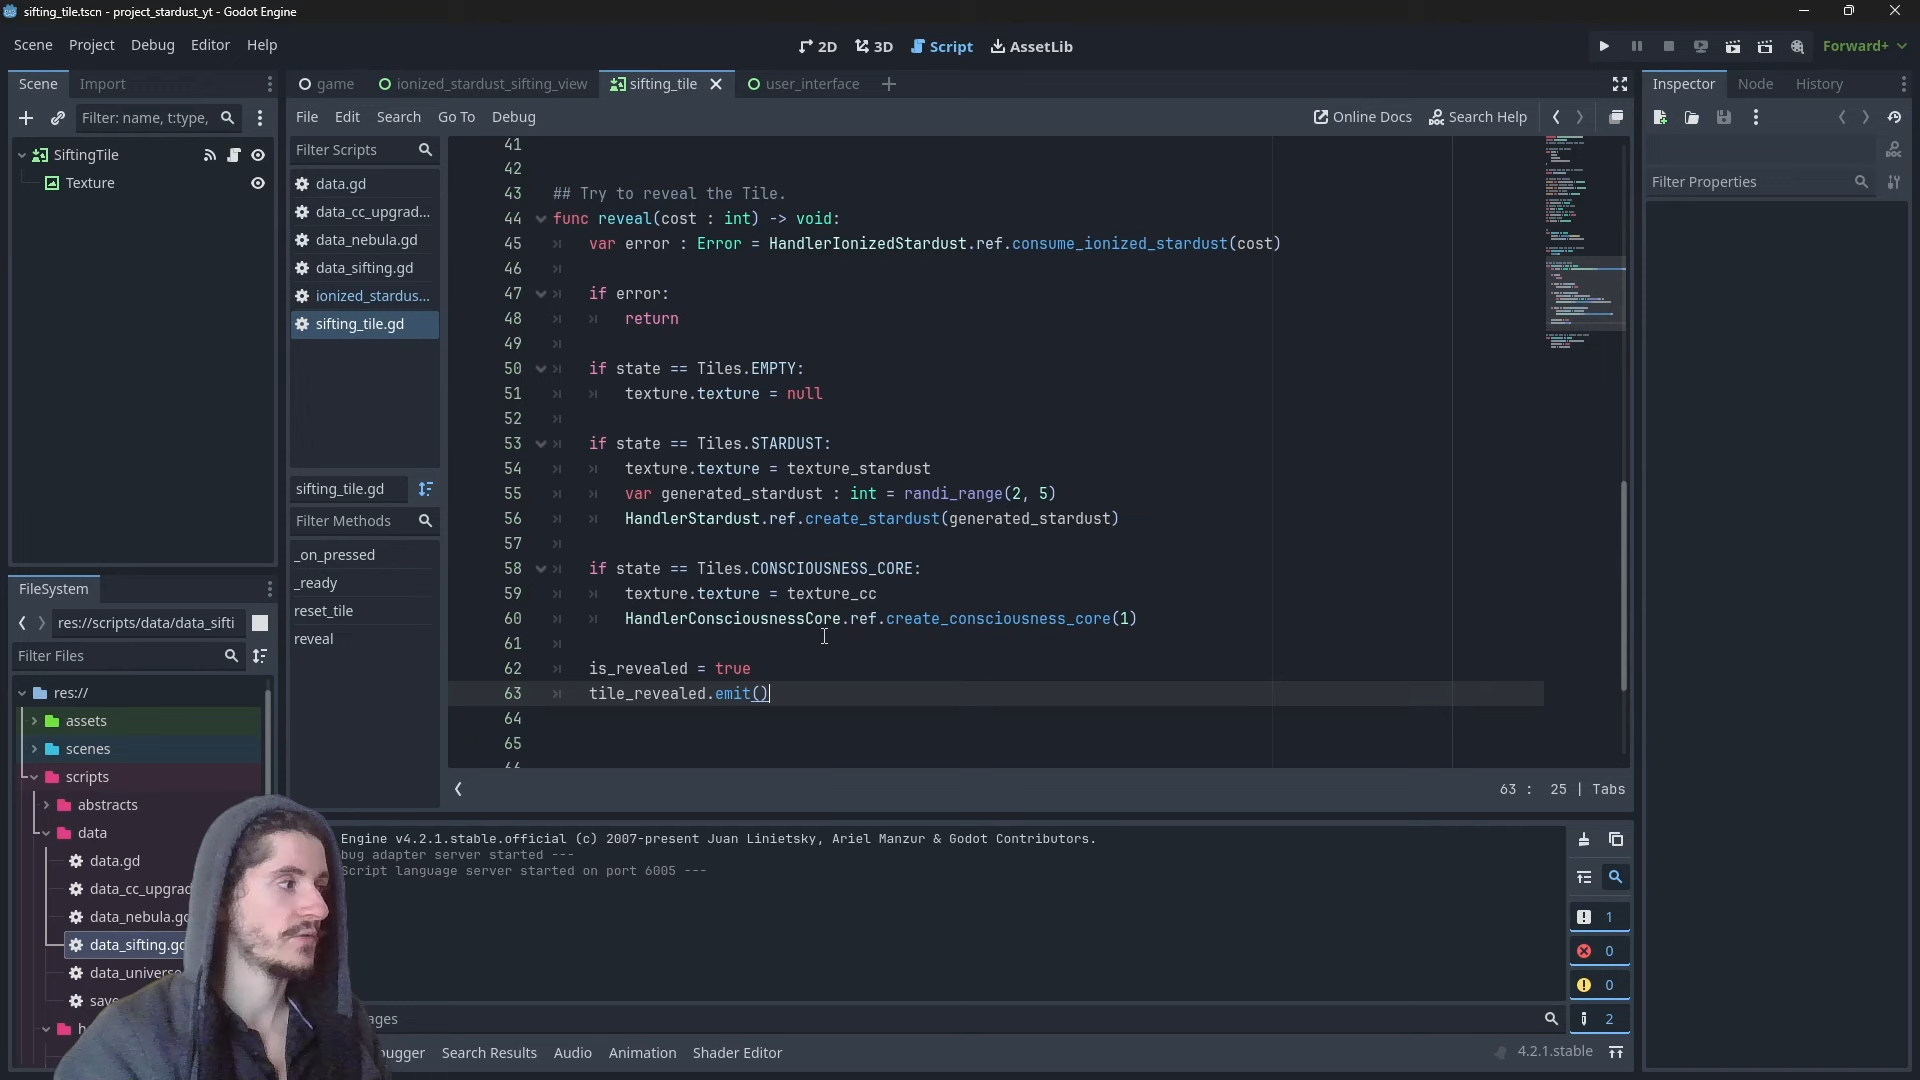 sifting_tile.tscn - project_stardust_yt - Godot Engine
Scene Project Debug Editor Help
2D 3D Script AssetLib
Forward+
Scene Import
game ionized_stardust_sifting_view sifting_tile user_interface
Inspector Node History
Filter: name, t:type,
File Edit Search Go To Debug
Online Docs Search Help
Filter Scripts
SiftingTile
Texture
data.gd
data_cc_upgrad...
data_nebula.gd
data_sifting.gd
ionized_stardus...
sifting_tile.gd
Filter Properties
41
42
43 ## Try to reveal the Tile.
44 func reveal(cost : int) -> void:
45 var error : Error = HandlerIonizedStardust.ref.consume_ionized_stardust(cost)
46
47 if error:
48 return
49
50 if state == Tiles.EMPTY:
51 texture.texture = null
52
53 if state == Tiles.STARDUST:
54 texture.texture = texture_stardust
55 var generated_stardust : int = randi_range(2, 5)
56 HandlerStardust.ref.create_stardust(generated_stardust)
57
58 if state == Tiles.CONSCIOUSNESS_CORE:
59 texture.texture = texture_cc
60 HandlerConsciousnessCore.ref.create_consciousness_core(1)
61
62 is_revealed = true
63 tile_revealed.emit()
64
65
66
sifting_tile.gd
Filter Methods
_on_pressed
_ready
reset_tile
reveal
63 : 25 | Tabs
FileSystem
res://scripts/data/data_sifti
Filter Files
res://
assets
scenes
scripts
abstracts
data
data.gd
data_cc_upgrad
data_nebula.gd
data_sifting.gd
data_universe
save
h
Engine v4.2.1.stable.official (c) 2007-present Juan Linietsky, Ariel Manzur & Godot Contributors.
bug adapter server started ---
Script language server started on port 6005 ---
1
0
0
2
ages
ugger Search Results Audio Animation Shader Editor
4.2.1.stable